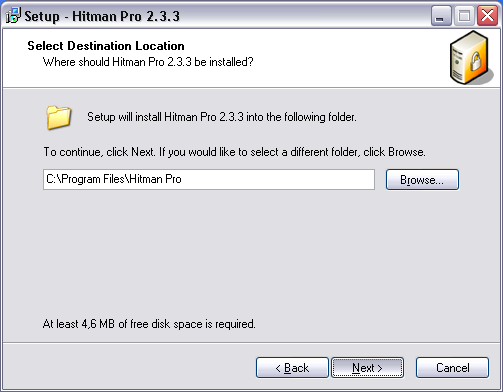 Setup - Hitman Pro 2.3.3
Select Destination Location
Where should Hitman Pro 2.3.3 be installed?
Setup will install Hitman Pro 2.3.3 into the following folder.
To continue, click Next. If you would like to select a different folder, click Browse.
C:\Program Files\Hitman Pro
Browse...
At least 4,6 MB of free disk space is required.
< Back
Next >
Cancel